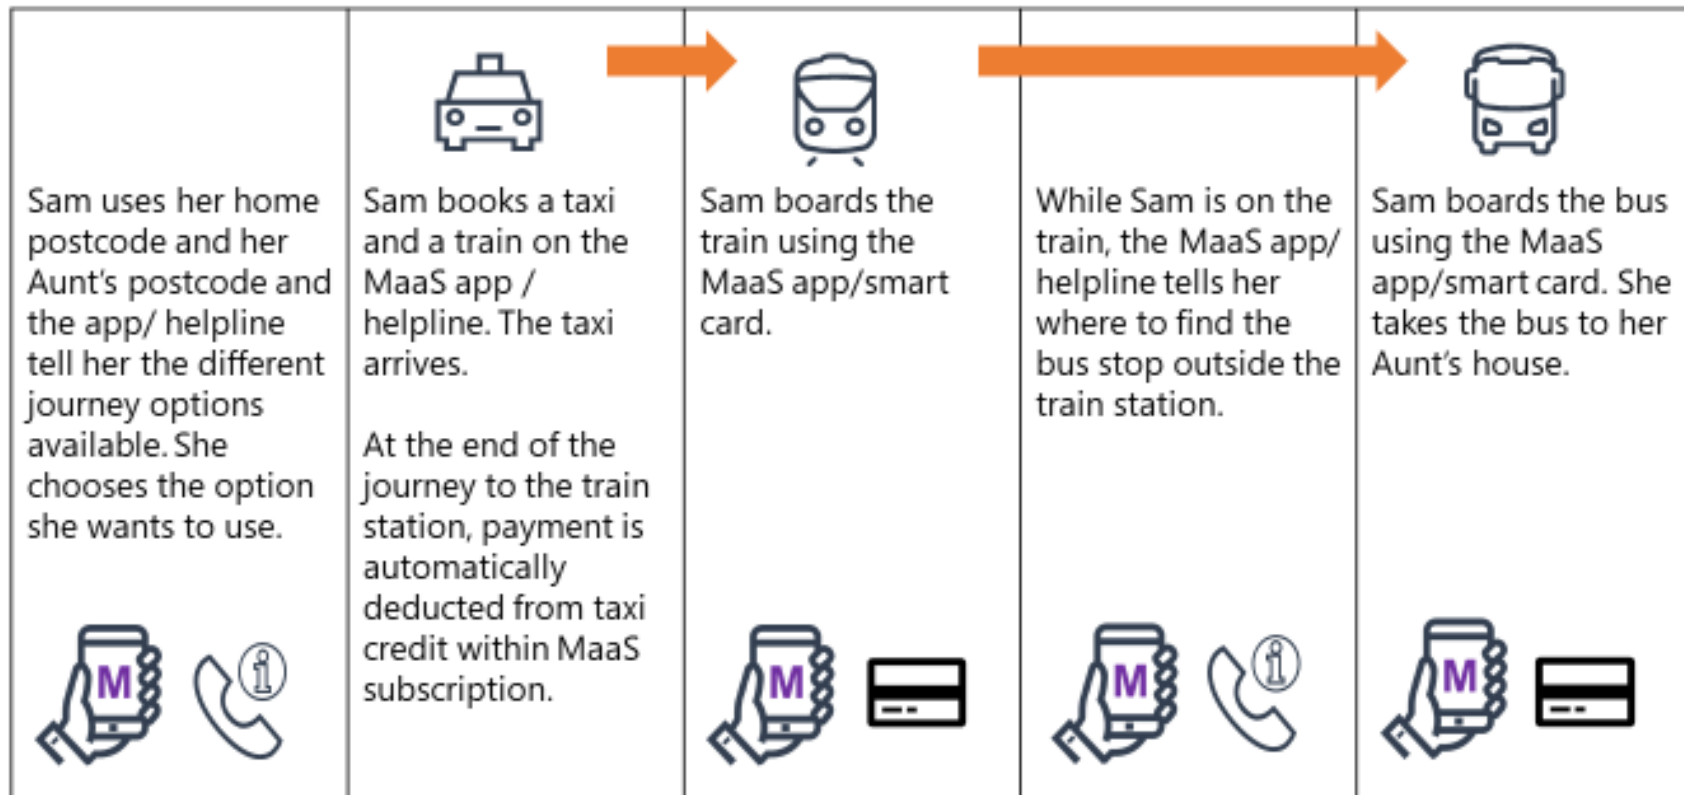 Sam uses her home
postcode and her
Aunt's postcode and
the app/ helpline
tell her the different
journey options
available. She
chooses the option
she wants to use.
M
Sam books a taxi
and a train on the
MaaS app /
helpline. The taxi
arrives.
At the end of the
journey to the train
station, payment is
automatically
deducted from taxi
credit within MaaS
subscription.
Sam boards the
train using the
MaaS app/smart
card.
M
While Sam is on the
train, the MaaS app/
helpline tells her
where to find the
bus stop outside the
train station.
M
Sam boards the bus
using the MaaS
app/smart card. She
takes the bus to her
Aunt's house.
M